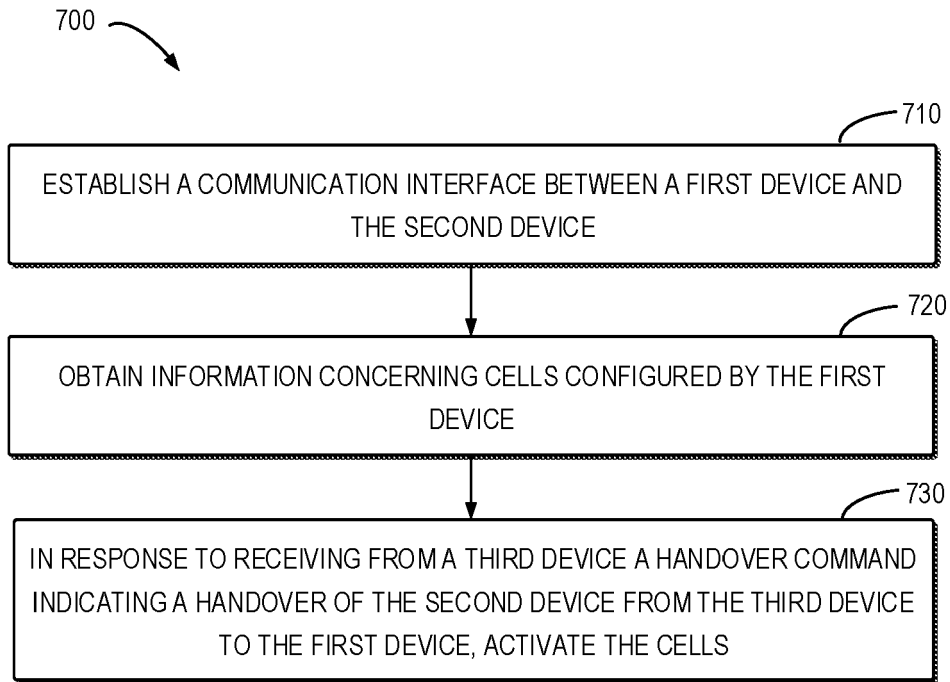 700
710
ESTABLISH A COMMUNICATION INTERFACE BETWEEN A FIRST DEVICE AND
THE SECOND DEVICE
720
OBTAIN INFORMATION CONCERNING CELLS CONFIGURED BY THE FIRST
DEVICE
730
IN RESPONSE TO RECEIVING FROM A THIRD DEVICE A HANDOVER COMMAND
INDICATING A HANDOVER OF THE SECOND DEVICE FROM THE THIRD DEVICE
TO THE FIRST DEVICE, ACTIVATE THE CELLS